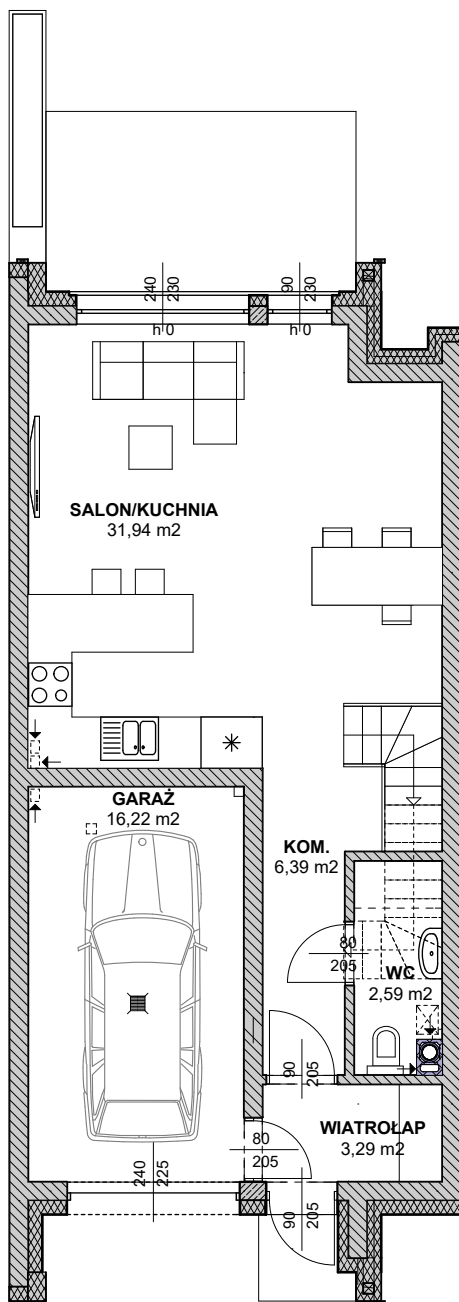 240
230
90
230
h 0
h 0
SALON/KUCHNIA
31,94 m2
GARAŻ
16,22 m2
KOM.
6,39 m2
80
205
WC
2,59 m2
90
205
WIATROŁAP
3,29 m2
80
205
240
225
90
205